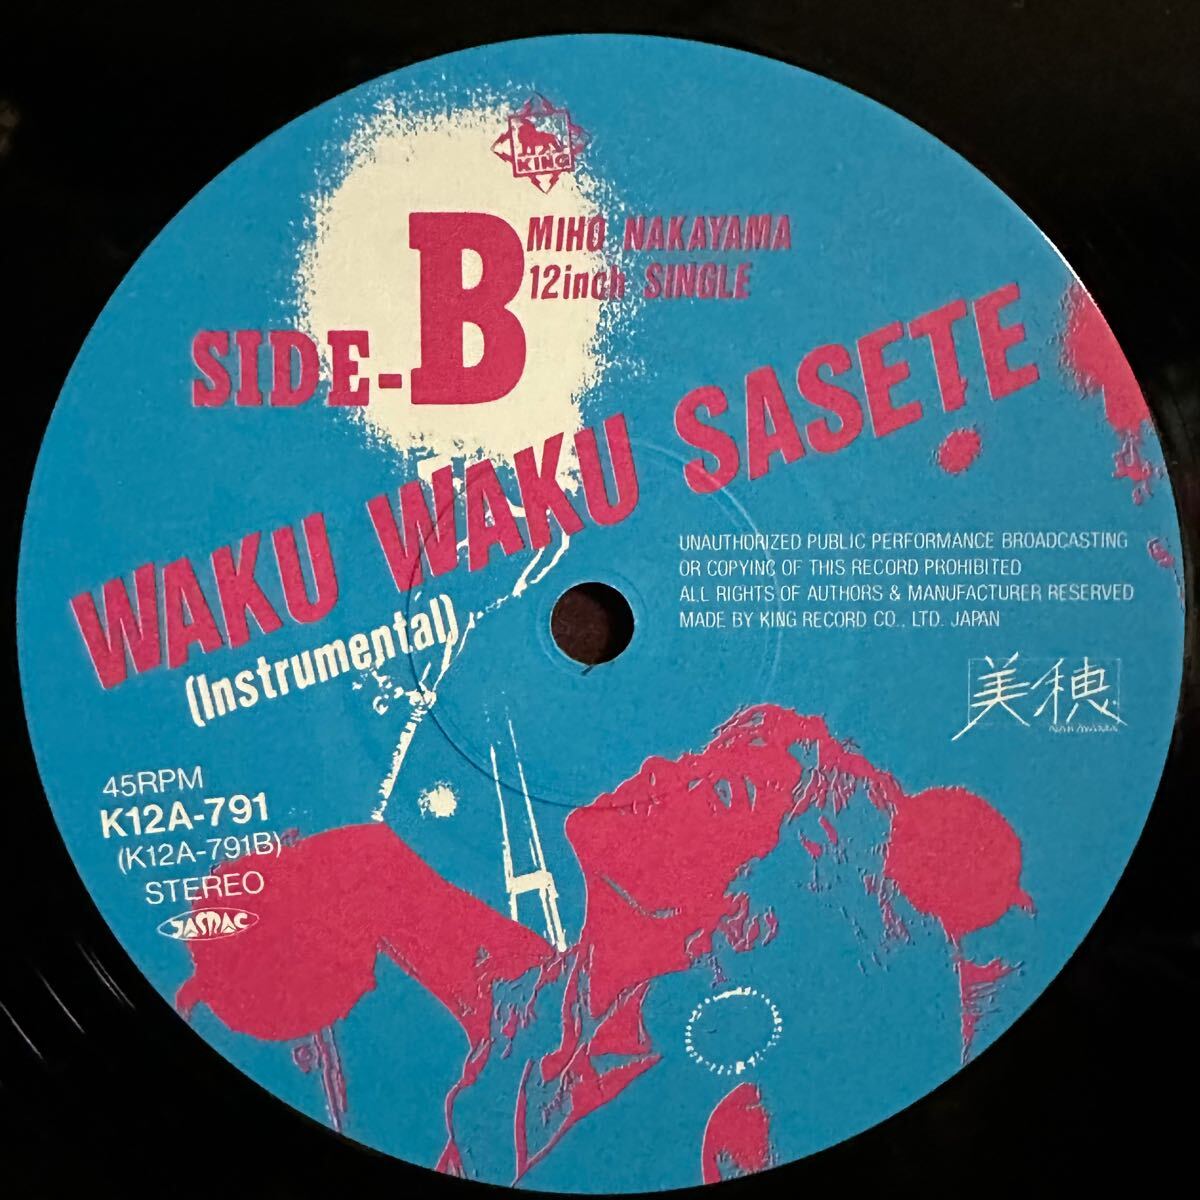 KING
MIHO NAKAYAMA
12inch SINGLE
SIDE-B
WAKU WAKU SASETE
(Instrumental)
UNAUTHORIZED PUBLIC PERFORMANCE BROADCASTING
OR COPYING OF THIS RECORD PROHIBITED
ALL RIGHTS OF AUTHORS & MANUFACTURER RESERVED
MADE BY KING RECORD CO., LTD. JAPAN
美穂
45RPM
K12A-791
(K12A-791B)
STEREO
JASRAC